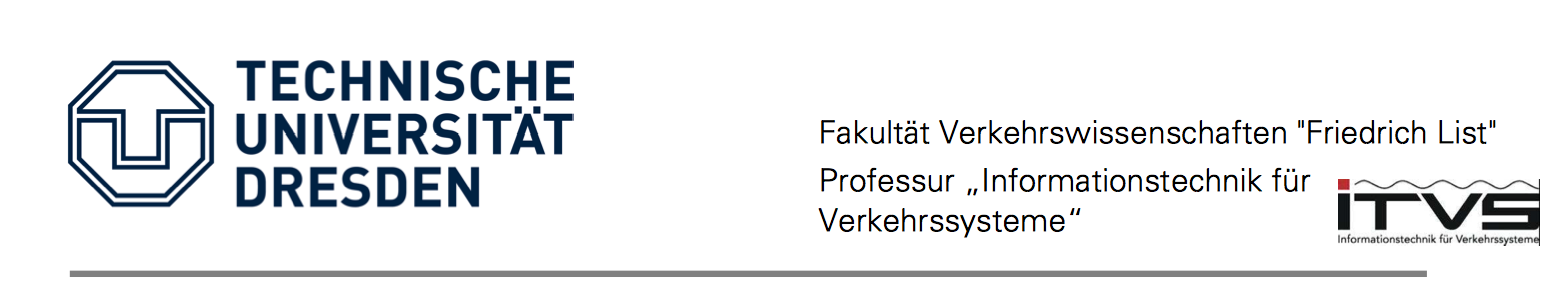 TECHNISCHE
UNIVERSITÄT
DRESDEN
Fakultät Verkehrswissenschaften "Friedrich List"
Professur „Informationstechnik für
Verkehrssysteme“
iTVS
Informationstechnik für Verkehrssysteme